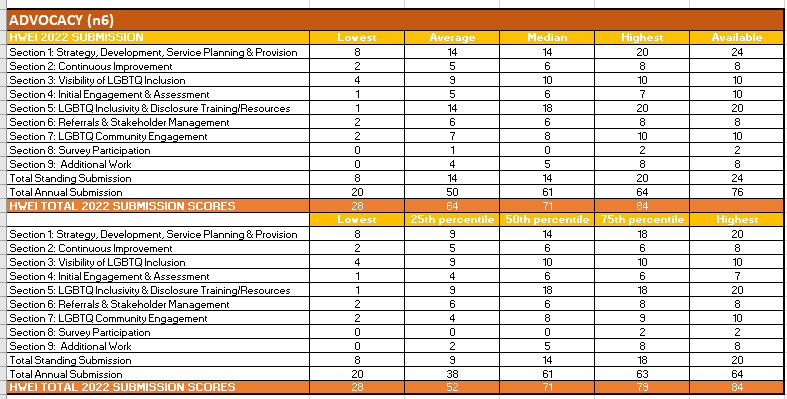 ADVOCACY (n6)
HWEI 2022 SUBMISSION Lowest Average Median Highest Available
Section 1: Strategy, Development, Service Planning & Provision 8 14 14 20 24
Section 2: Continuous Improvement 2 5 6 8 8
Section 3: Visibility of LGBTQ Inclusion 4 9 10 10 10
Section 4: Initial Engagement & Assessment 1 5 6 7 10
Section 5: LGBTQ Inclusivity & Disclosure Training/Resources 1 14 18 20 20
Section 6: Referrals & Stakeholder Management 2 6 6 8 8
Section 7: LGBTQ Community Engagement 2 7 8 10 10
Section 8: Survey Participation 0 1 0 2 2
Section 9: Additional Work 0 4 5 8 8
Total Standing Submission 8 14 14 20 24
Total Annual Submission 20 50 61 64 76
HWEI TOTAL 2022 SUBMISSION SCORES 28 64 71 84
Lowest 25th percentile 50th percentile 75th percentile Highest
Section 1: Strategy, Development, Service Planning & Provision 8 9 14 18 20
Section 2: Continuous Improvement 2 5 6 6 8
Section 3: Visibility of LGBTQ Inclusion 4 9 10 10 10
Section 4: Initial Engagement & Assessment 1 4 6 6 7
Section 5: LGBTQ Inclusivity & Disclosure Training/Resources 1 9 18 18 20
Section 6: Referrals & Stakeholder Management 2 6 6 8 8
Section 7: LGBTQ Community Engagement 2 4 8 9 10
Section 8: Survey Participation 0 0 0 2 2
Section 9: Additional Work 0 2 5 8 8
Total Standing Submission 8 9 14 18 20
Total Annual Submission 20 38 61 63 64
HWEI TOTAL 2022 SUBMISSION SCORES 28 52 71 79 84